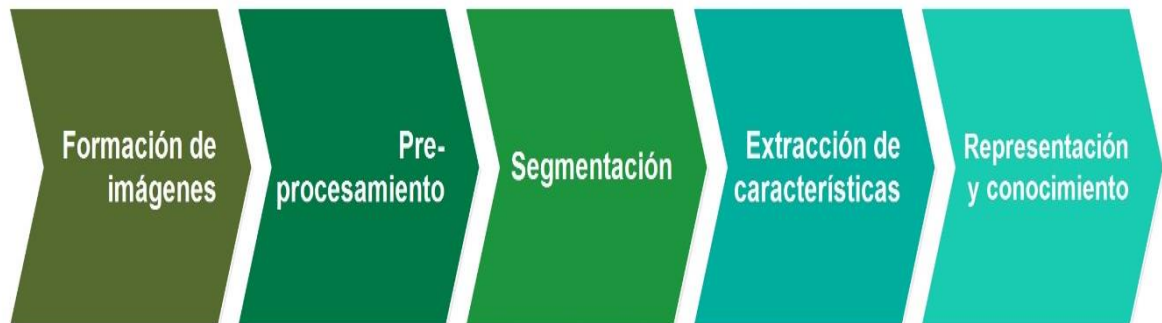 Formación de
imágenes
Pre-
procesamiento
Segmentación
Extracción de
características
Representación
y conocimiento